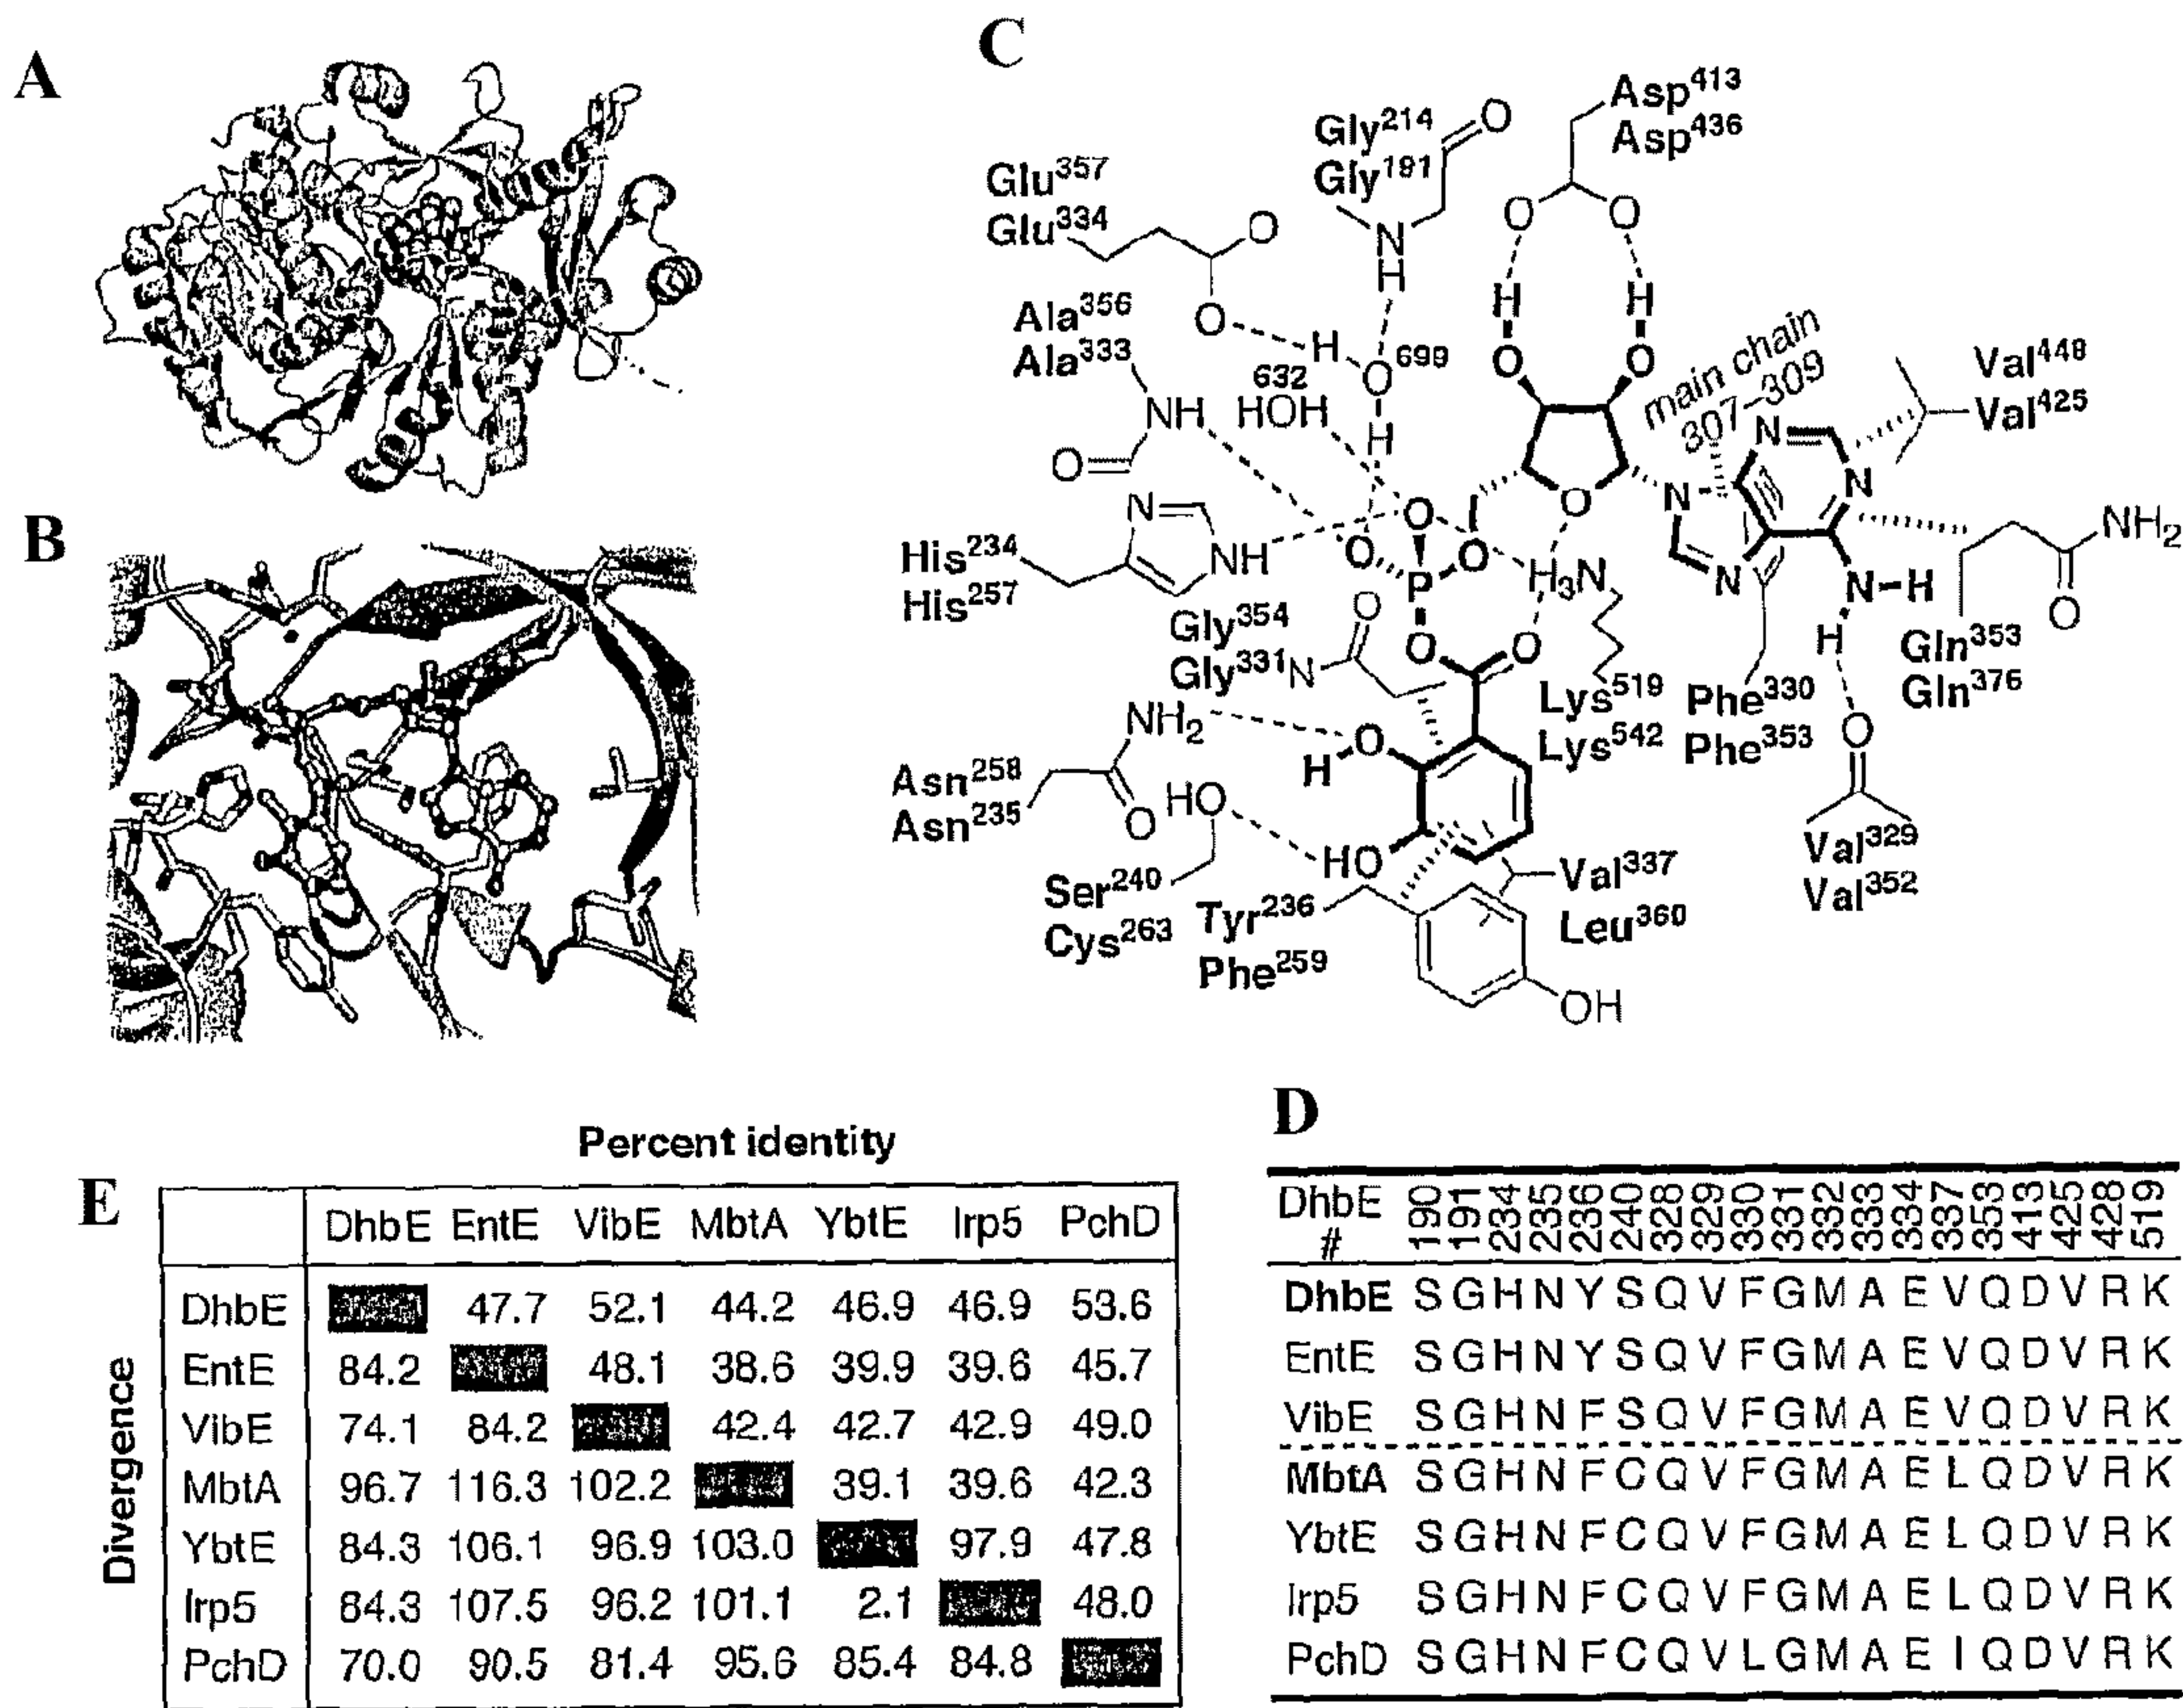 A
B
C
Asp413
Asp436
Gly214
Gly191
Glu357
Glu334
O
O
O
N
H
O
O
H
H
Ala356
Ala333
O
H
O699
O
O
main chain
307–309
Val448
Val425
632
HOH
NH
H
O
N
N
N
O
N
NH
His234
His257
O
O
O
P
H3N
N
N–H
NH2
O
Gly354
Gly331
N
O
O
O
H
Gln353
Gln376
Lys519
Lys542
Phe330
Phe353
NH2
O
H
O
Asn258
Asn235
O
HO
HO
Ser240
Cys263
Tyr236
Phe259
Val337
Leu360
Val329
Val352
OH
D
DhbE # 190 191 234 235 236 240 328 329 330 331 332 333 334 337 353 413 425 428 519
DhbE S G H N Y S Q V F G M A E V Q D V R K
EntE S G H N Y S Q V F G M A E V Q D V R K
VibE S G H N F S Q V F G M A E V Q D V R K
MbtA S G H N F C Q V F G M A E L Q D V R K
YbtE S G H N F C Q V F G M A E L Q D V R K
Irp5 S G H N F C Q V F G M A E L Q D V R K
PchD S G H N F C Q V L G M A E I Q D V R K
E
Percent identity
Divergence
DhbE EntE VibE MbtA YbtE Irp5 PchD
DhbE 47.7 52.1 44.2 46.9 46.9 53.6
EntE 84.2 48.1 38.6 39.9 39.6 45.7
VibE 74.1 84.2 42.4 42.7 42.9 49.0
MbtA 96.7 116.3 102.2 39.1 39.6 42.3
YbtE 84.3 106.1 96.9 103.0 97.9 47.8
Irp5 84.3 107.5 96.2 101.1 2.1 48.0
PchD 70.0 90.5 81.4 95.6 85.4 84.8